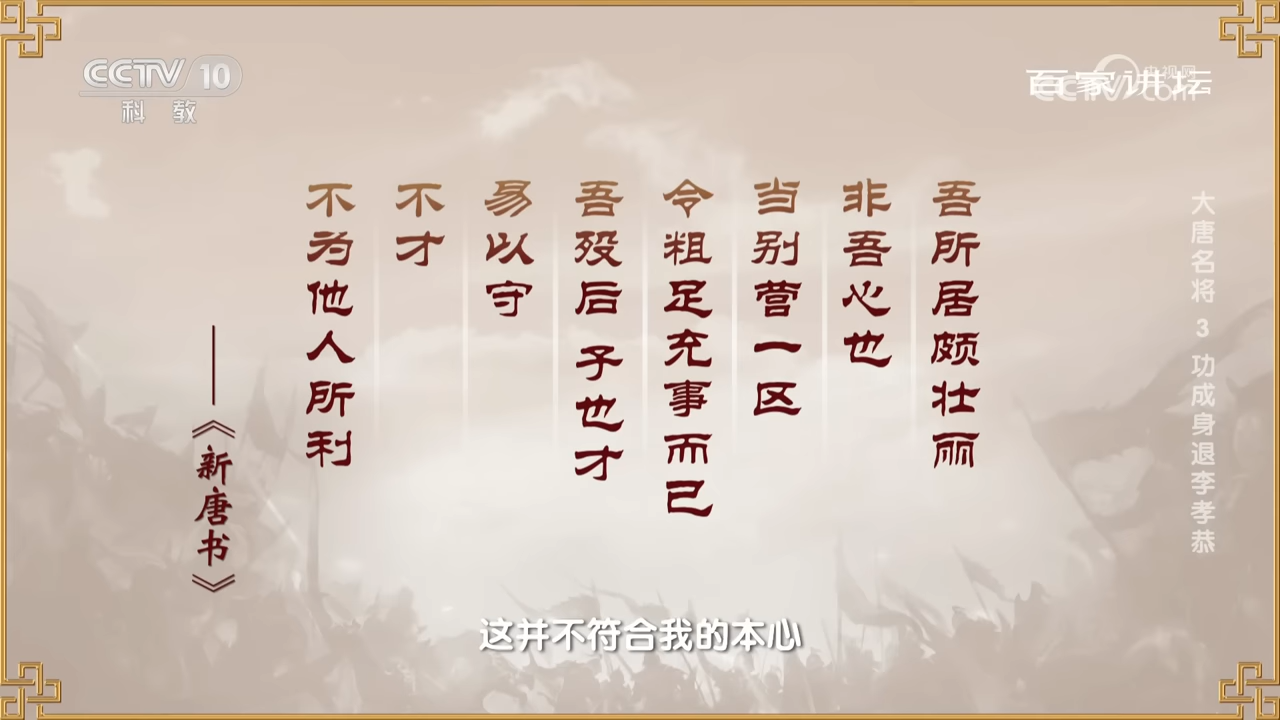 CCTV 10
科教
百家讲坛
吾所居颇壮丽
非吾心也
当别营一区
令粗足充事而已
吾殁后 子也才
易以守
不才
不为他人所利
——《新唐书》
大唐名将 3 功成身退李孝恭
这并不符合我的本心